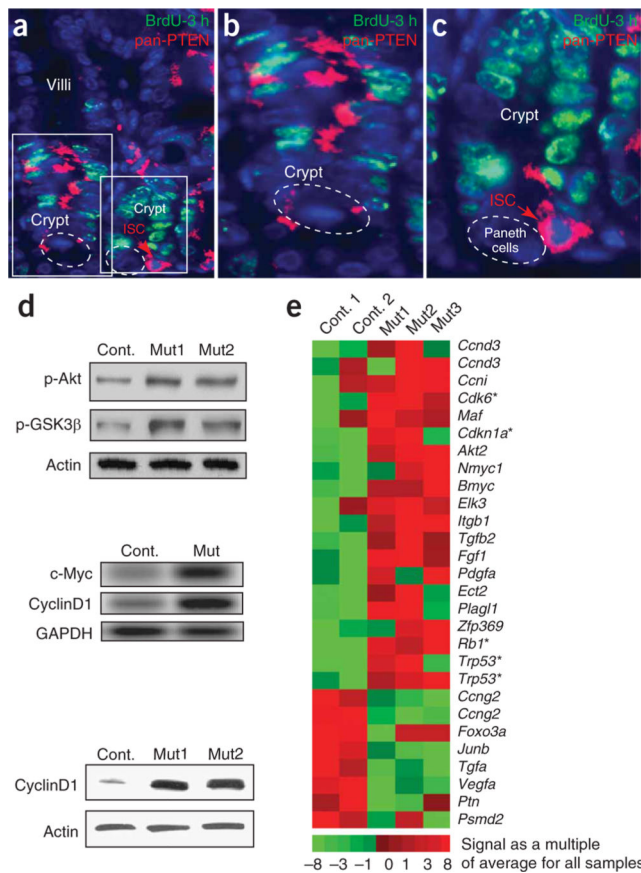 a
BrdU-3 h
pan-PTEN
Villi
Crypt
Crypt
ISC
b
BrdU-3 h
pan-PTEN
Crypt
c
BrdU-3 h
pan-PTEN
Crypt
ISC
Paneth
cells
d
Cont. Mut1 Mut2
p-Akt
p-GSK3β
Actin
Cont. Mut
c-Myc
CyclinD1
GAPDH
Cont. Mut1 Mut2
CyclinD1
Actin
e
Cont. 1 Cont. 2 Mut1 Mut2 Mut3
Ccnd3
Ccnd3
Ccni
Cdk6*
Maf
Cdkn1a*
Akt2
Nmyc1
Bmyc
Elk3
Itgb1
Tgfb2
Fgf1
Pdgfa
Ect2
Plagl1
Zfp369
Rb1*
Trp53*
Trp53*
Ccng2
Ccng2
Foxo3a
Junb
Tgfa
Vegfa
Ptn
Psmd2
Signal as a multiple
of average for all samples
−8 −3 −1 0 1 3 8